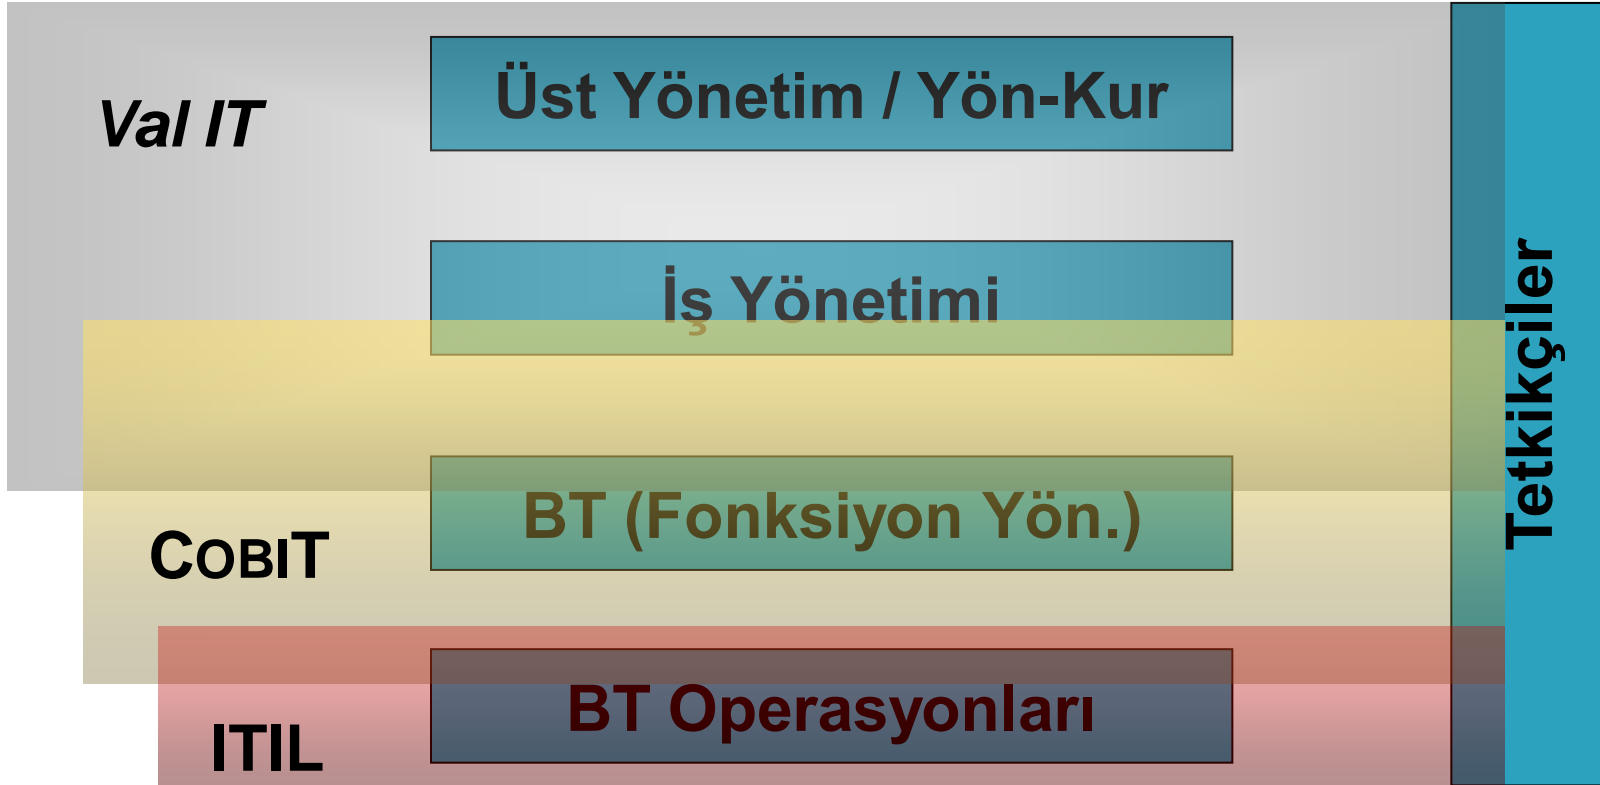 Val IT
Üst Yönetim / Yön-Kur
İş Yönetimi
COBIT
BT (Fonksiyon Yön.)
ITIL
BT Operasyonları
Tetkikçiler